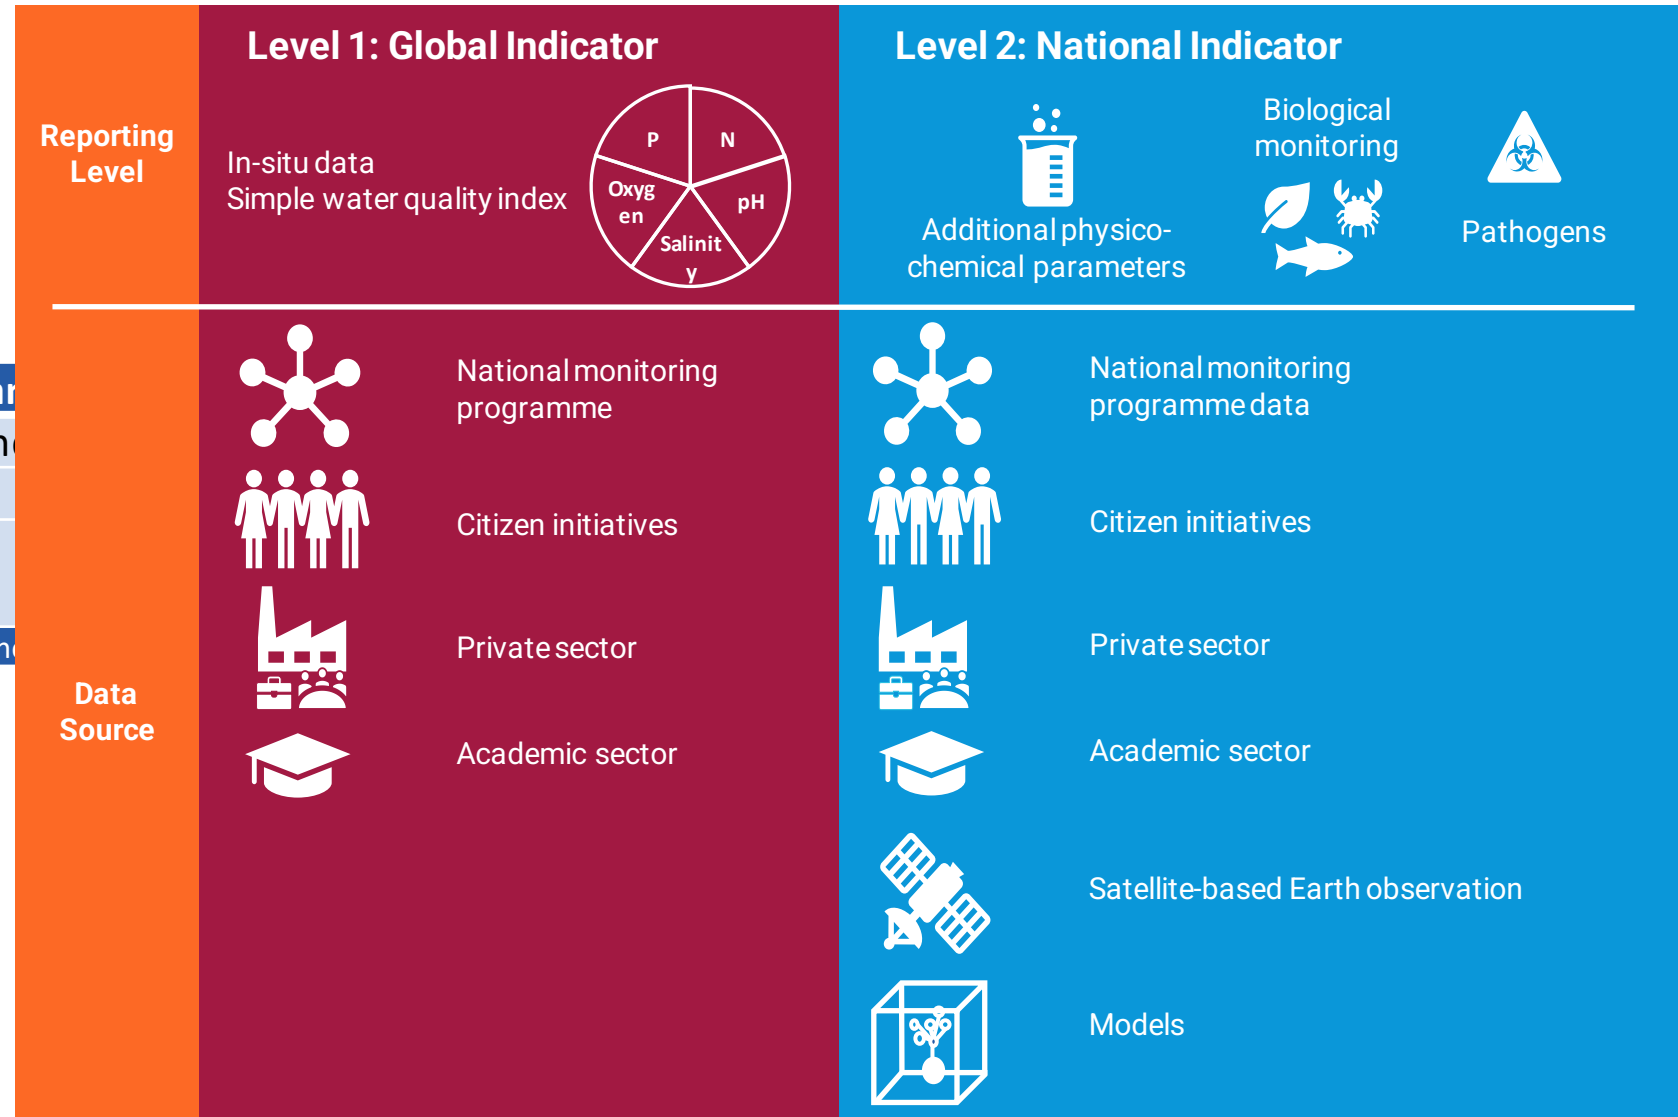 Level 1: Global Indicator
Level 2: National Indicator
Reporting
Level
In-situ data
Simple water quality index
P
N
Oxyg
en
pH
Salinit
y
Additional physico-
chemical parameters
Biological
monitoring
Pathogens
Data
Source
National monitoring
programme
Citizen initiatives
Private sector
Academic sector
National monitoring
programme data
Citizen initiatives
Private sector
Academic sector
Satellite-based Earth observation
Models